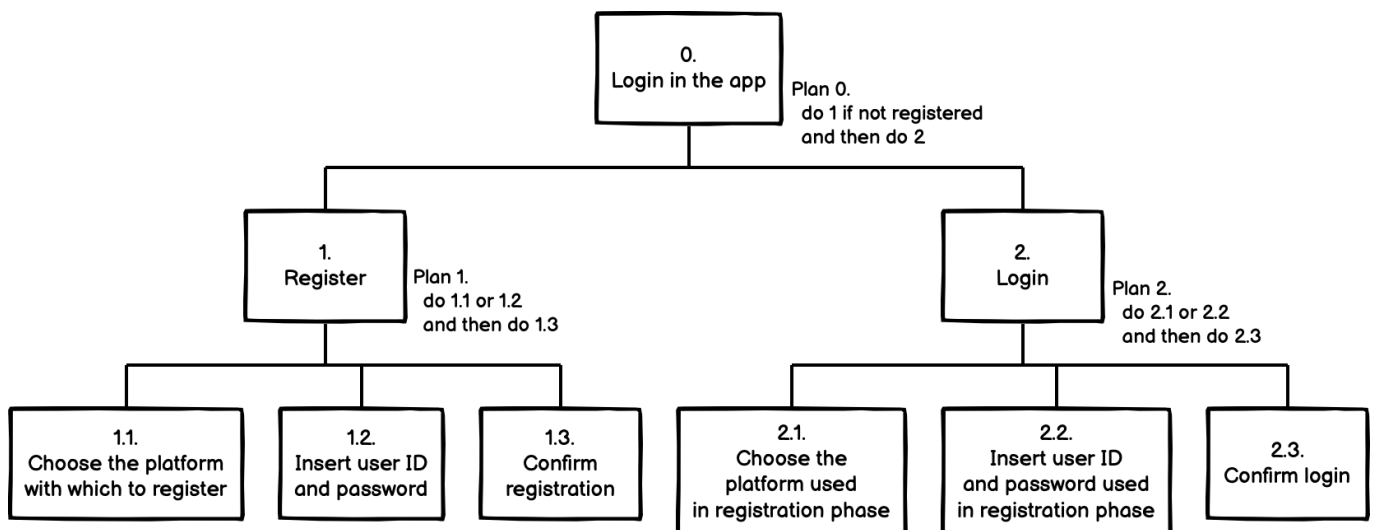 0.
Login in the app
Plan 0.
do 1 if not registered
and then do 2
1.
Register
Plan 1.
do 1.1 or 1.2
and then do 1.3
2.
Login
Plan 2.
do 2.1 or 2.2
and then do 2.3
1.1.
Choose the platform
with which to register
1.2.
Insert user ID
and password
1.3.
Confirm
registration
2.1.
Choose the
platform used
in registration phase
2.2.
Insert user ID
and password used
in registration phase
2.3.
Confirm login